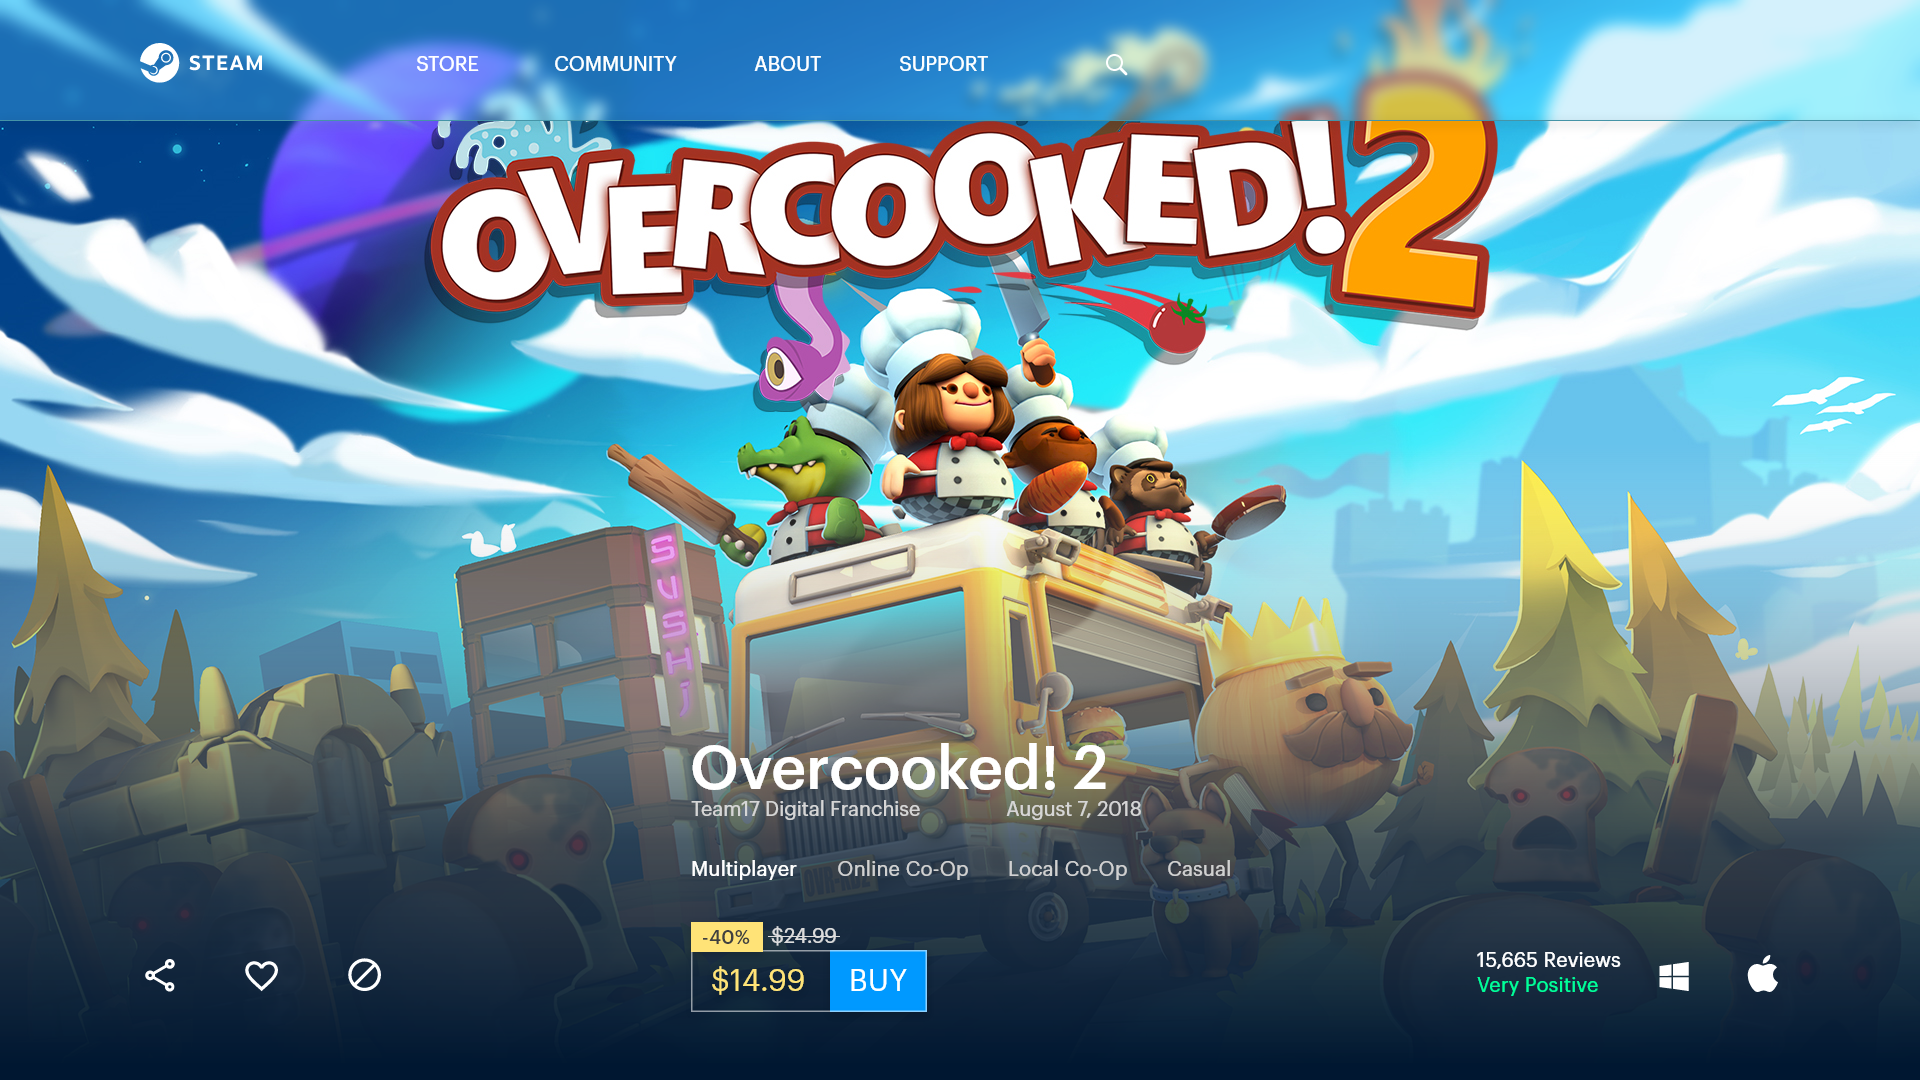 STEAM STORE COMMUNITY ABOUT SUPPORT
OVERCOOKED! 2
SUSHI
Overcooked! 2
Team17 Digital Franchise August 7, 2018
Multiplayer Online Co-Op Local Co-Op Casual
-40% $24.99
$14.99 BUY
15,665 Reviews
Very Positive